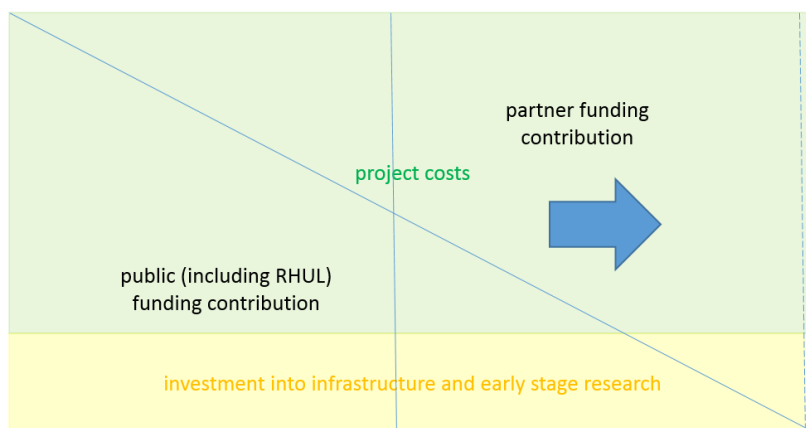 partner funding
contribution
project costs
public (including RHUL)
funding contribution
investment into infrastructure and early stage research